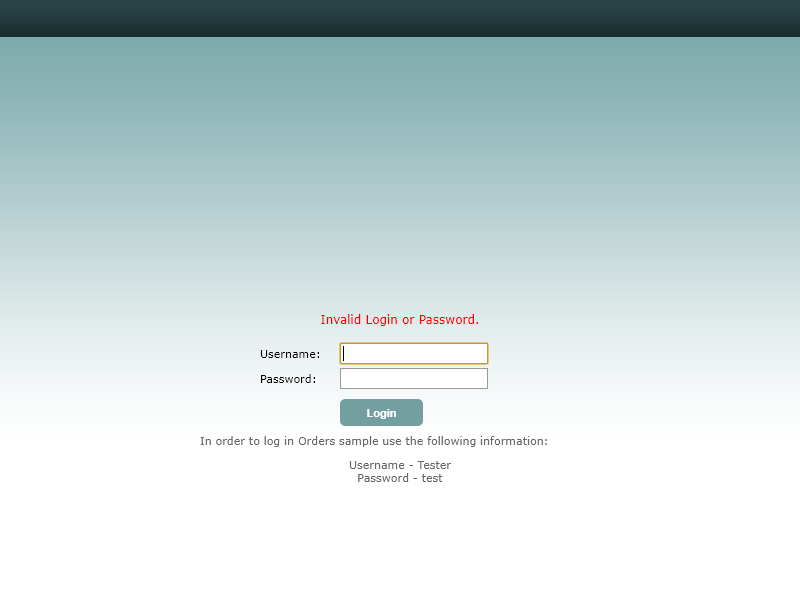 Invalid Login or Password.
Username:
Password:
Login
In order to log in Orders sample use the following information:
Username - Tester
Password - test